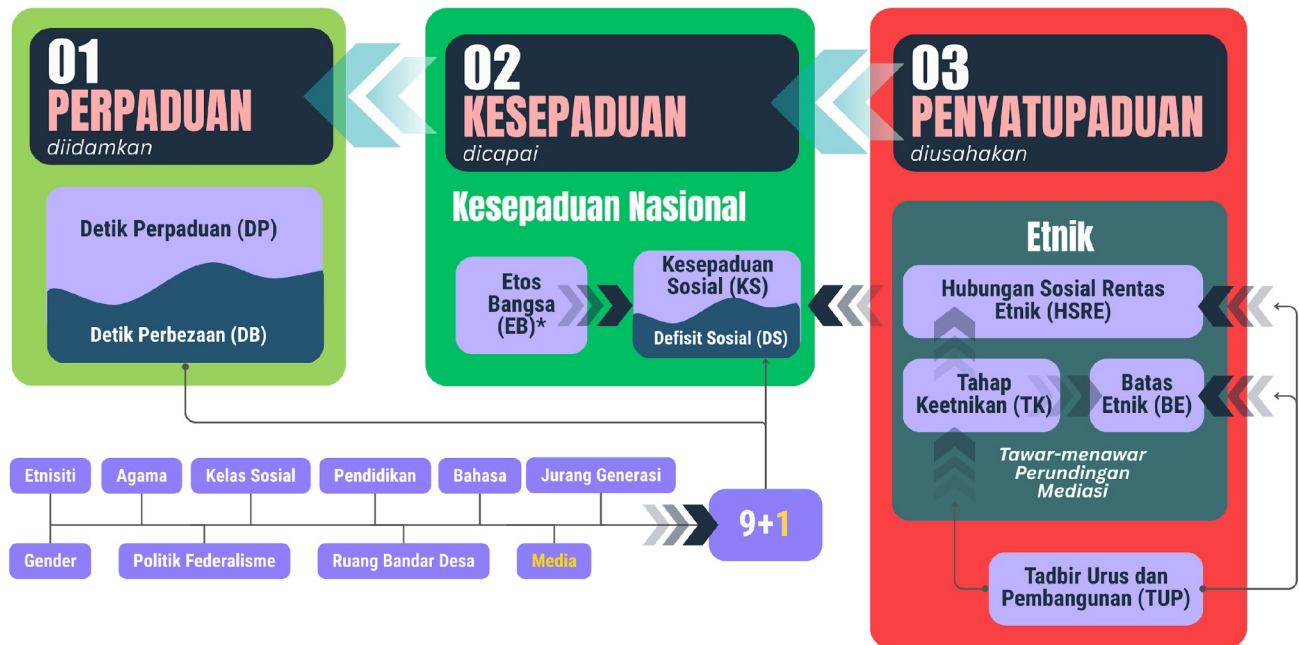 01
PERPADUAN
diidamkan
Detik Perpaduan (DP)
Detik Perbezaan (DB)
02
KESEPADUAN
dicapai
Kesepaduan Nasional
Etos
Bangsa
(EB)*
Kesepaduan
Sosial (KS)
Defisit Sosial (DS)
03
PENYATUPADUAN
diusahakan
Etnik
Hubungan Sosial Rentas
Etnik (HSRE)
Tahap
Keetnikan (TK)
Batas
Etnik (BE)
Tawar-menawar
Perundingan
Mediasi
Tadbir Urus dan
Pembangunan (TUP)
Etnisiti
Agama
Kelas Sosial
Pendidikan
Bahasa
Jurang Generasi
Gender
Politik Federalisme
Ruang Bandar Desa
Media
9+1